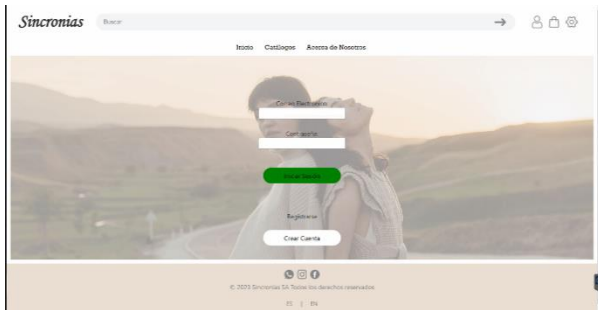 Sincronias
Buscar
Inicio Catálogos Acerca de Nosotros
Correo Electronico
Contraseña
Iniciar Sesión
Registrarse
Crear Cuenta
© 2025 Sincronias SA Todos los derechos reservados
ES | EN